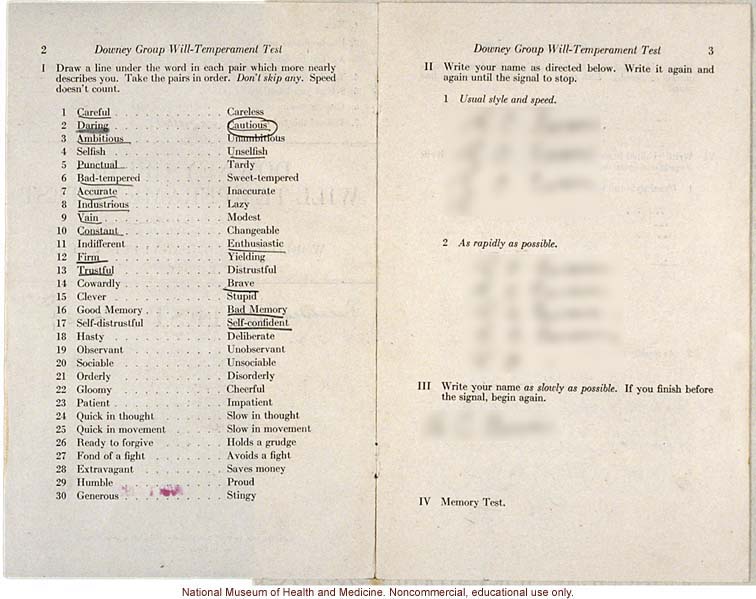 2 Downey Group Will-Temperament Test
I Draw a line under the word in each pair which more nearly
describes you. Take the pairs in order. Don't skip any. Speed
doesn't count.
1 Careful . . . . . . . . . . . . Careless
2 Daring . . . . . . . . . . . . Cautious
3 Ambitious . . . . . . . . . . . . Unambitious
4 Selfish . . . . . . . . . . . . Unselfish
5 Punctual . . . . . . . . . . . . Tardy
6 Bad-tempered . . . . . . . . . . Sweet-tempered
7 Accurate . . . . . . . . . . . . Inaccurate
8 Industrious . . . . . . . . . . . Lazy
9 Vain . . . . . . . . . . . . Modest
10 Constant . . . . . . . . . . . . Changeable
11 Indifferent . . . . . . . . . . . Enthusiastic
12 Firm . . . . . . . . . . . . Yielding
13 Trustful . . . . . . . . . . . . Distrustful
14 Cowardly . . . . . . . . . . . . Brave
15 Clever . . . . . . . . . . . . Stupid
16 Good Memory . . . . . . . . . . Bad Memory
17 Self-distrustful . . . . . . . . . Self-confident
18 Hasty . . . . . . . . . . . . Deliberate
19 Observant . . . . . . . . . . . Unobservant
20 Sociable . . . . . . . . . . . . Unsociable
21 Orderly . . . . . . . . . . . . Disorderly
22 Gloomy . . . . . . . . . . . . Cheerful
23 Patient . . . . . . . . . . . . Impatient
24 Quick in thought . . . . . . . . Slow in thought
25 Quick in movement . . . . . . . Slow in movement
26 Ready to forgive . . . . . . . . Holds a grudge
27 Fond of a fight . . . . . . . . . Avoids a fight
28 Extravagant . . . . . . . . . . Saves money
29 Humble . . . . . . . . . . . . Proud
30 Generous . . . . . . . . . . . . Stingy
Downey Group Will-Temperament Test 3
II Write your name as directed below. Write it again and
again until the signal to stop.
1 Usual style and speed.
2 As rapidly as possible.
III Write your name as slowly as possible. If you finish before
the signal, begin again.
IV Memory Test.
National Museum of Health and Medicine. Noncommercial, educational use only.